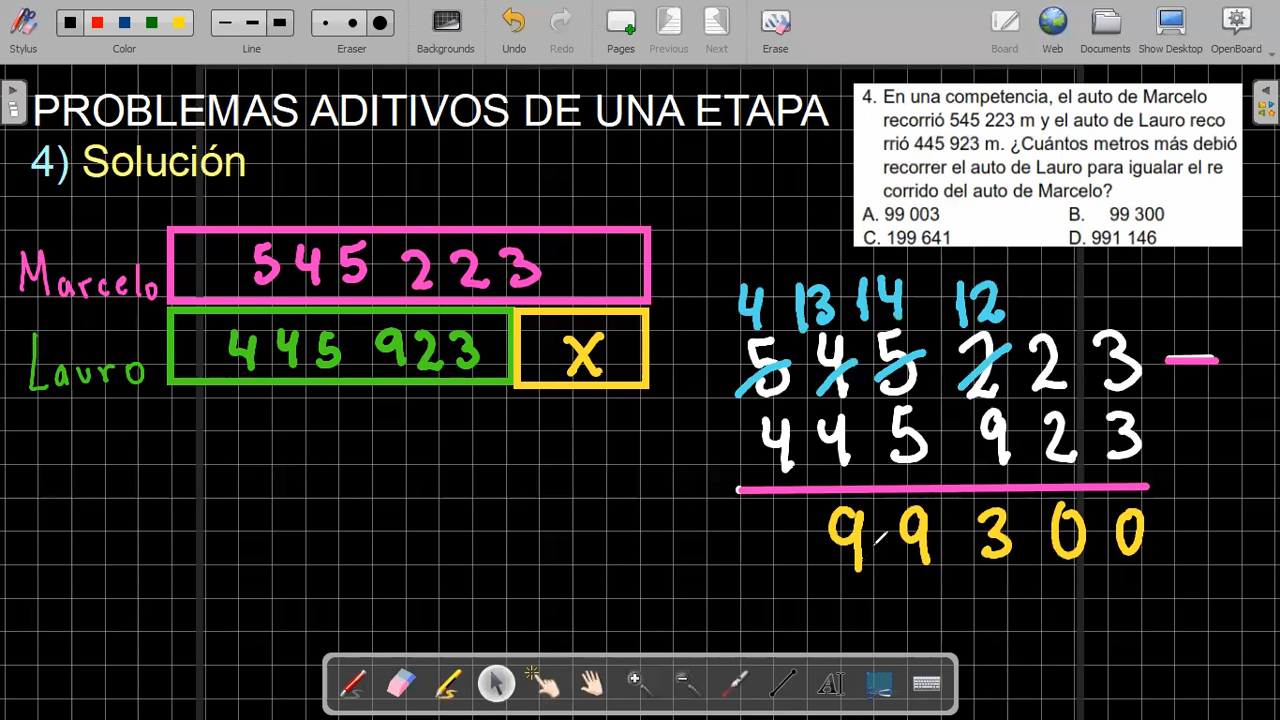 Stylus
Color
Line
Eraser
Backgrounds
Undo
Redo
Pages
Previous
Next
Erase
Board
Web
Documents
Show Desktop
OpenBoard
PROBLEMAS ADITIVOS DE UNA ETAPA
4) Solución
4. En una competencia, el auto de Marcelo
recorrió 545 223 m y el auto de Lauro reco
rrió 445 923 m. ¿Cuántos metros más debió
recorrer el auto de Lauro para igualar el re
corrido del auto de Marcelo?
A. 99 003 B. 99 300
C. 199 641 D. 991 146
Marcelo 545 223
Lauro 445 923 X
4 13 14 12
5 4 5 2 2 3 −
4 4 5 9 2 3
9 9 3 0 0